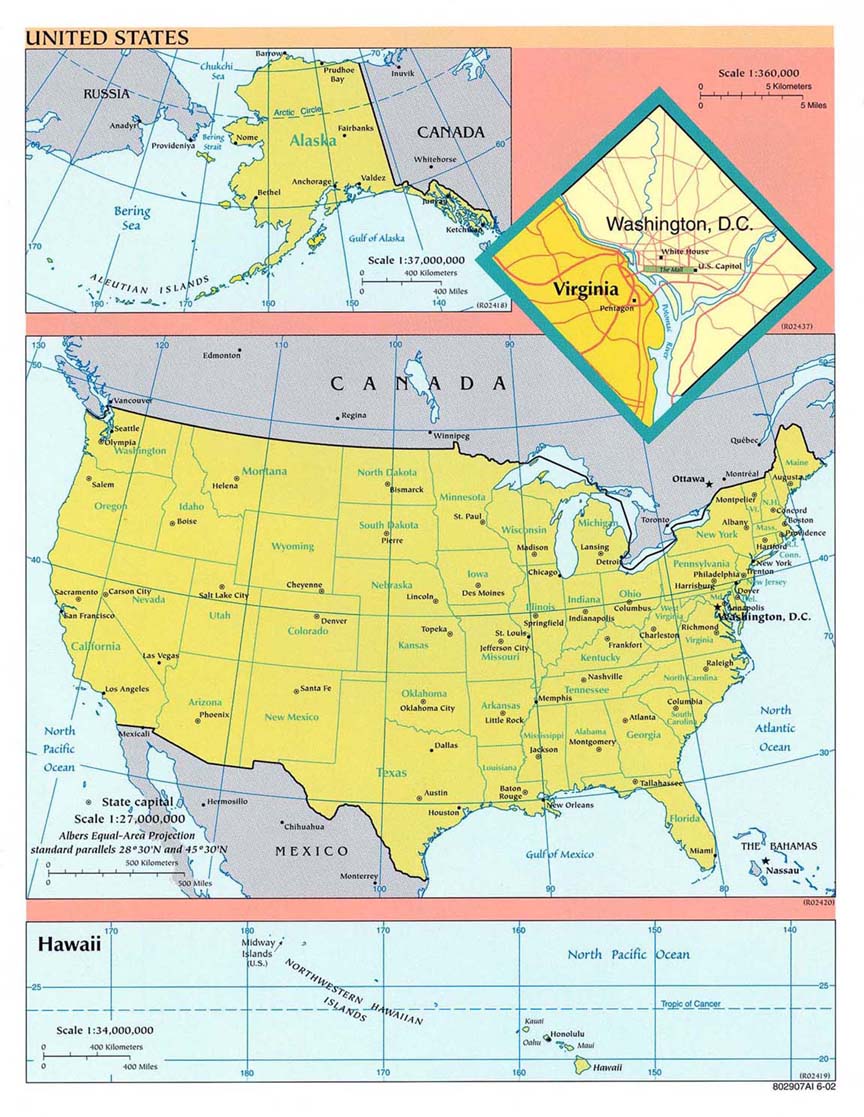 UNITED STATES
Barrow
70
Chukchi
Sea
Prudhoe
Bay
Inuvik
RUSSIA
Arctic Circle
Anadyr
Provideniya
Bering
Strait
Nome
Fairbanks
Alaska
CANADA
60
60
Whitehorse
Anchorage
Valdez
Bethel
Juneau
Bering
Sea
Ketchikan
Gulf of Alaska
170
Scale 1:37,000,000
ALEUTIAN ISLANDS
0 400 Kilometers
0 400 Miles
180
170
160
150
140
(R02418)
Scale 1:360,000
0 5 Kilometers
0 5 Miles
Washington, D.C.
White House
The Mall
U.S. Capitol
Virginia
Pentagon
Potomac River
(R02437)
130
120
110
100
90
50
50
Edmonton
CANADA
Vancouver
Regina
Winnipeg
Seattle
Olympia
Washington
Québec
Montana
North Dakota
Maine
Helena
Bismarck
Ottawa
Montréal
Augusta
Salem
Minnesota
Montpelier
Oregon
Idaho
Vt.
N.H.
Concord
Boise
South Dakota
Pierre
St. Paul
Wisconsin
Michigan
Toronto
Albany
Mass.
Boston
Providence
New York
R.I.
Wyoming
Madison
Lansing
Hartford
Conn.
40
40
Detroit
Pennsylvania
New York
Chicago
Philadelphia
Trenton
Iowa
Harrisburg
New Jersey
Cheyenne
Nebraska
Des Moines
Ohio
Dover
Sacramento
Carson City
Nevada
Salt Lake City
Lincoln
Illinois
Indiana
Columbus
Md.
Del.
Annapolis
San Francisco
Utah
Denver
Springfield
Indianapolis
West
Virginia
Washington, D.C.
Colorado
Topeka
St. Louis
Charleston
Richmond
70
California
Kansas
Jefferson City
Frankfort
Virginia
Las Vegas
Missouri
Kentucky
Raleigh
Los Angeles
Santa Fe
Oklahoma
Nashville
North Carolina
Arizona
Oklahoma City
Memphis
Tennessee
Phoenix
New Mexico
Arkansas
Little Rock
Columbia
South
Carolina
Atlanta
North
Pacific
Ocean
Mexicali
Mississippi
Alabama
Georgia
North
Atlantic
Ocean
Dallas
Jackson
Montgomery
30
Texas
Louisiana
Tallahassee
Austin
Baton
Rouge
State capital
Hermosillo
Houston
New Orleans
Florida
Scale 1:27,000,000
Chihuahua
Albers Equal-Area Projection
standard parallels 28°30'N and 45°30'N
MEXICO
Gulf of Mexico
Miami
THE BAHAMAS
0 500 Kilometers
Nassau
0 500 Miles
Monterrey
100
90
80
(R02420)
Hawaii
170
180
170
160
150
140
Midway
Islands
(U.S.)
NORTHWESTERN HAWAIIAN
ISLANDS
North Pacific Ocean
25
25
Tropic of Cancer
Scale 1:34,000,000
Kauai
Oahu
Honolulu
Maui
0 400 Kilometers
0 400 Miles
Hawaii
20
170
180
170
160
150
(R02419)
802907AI 6-02